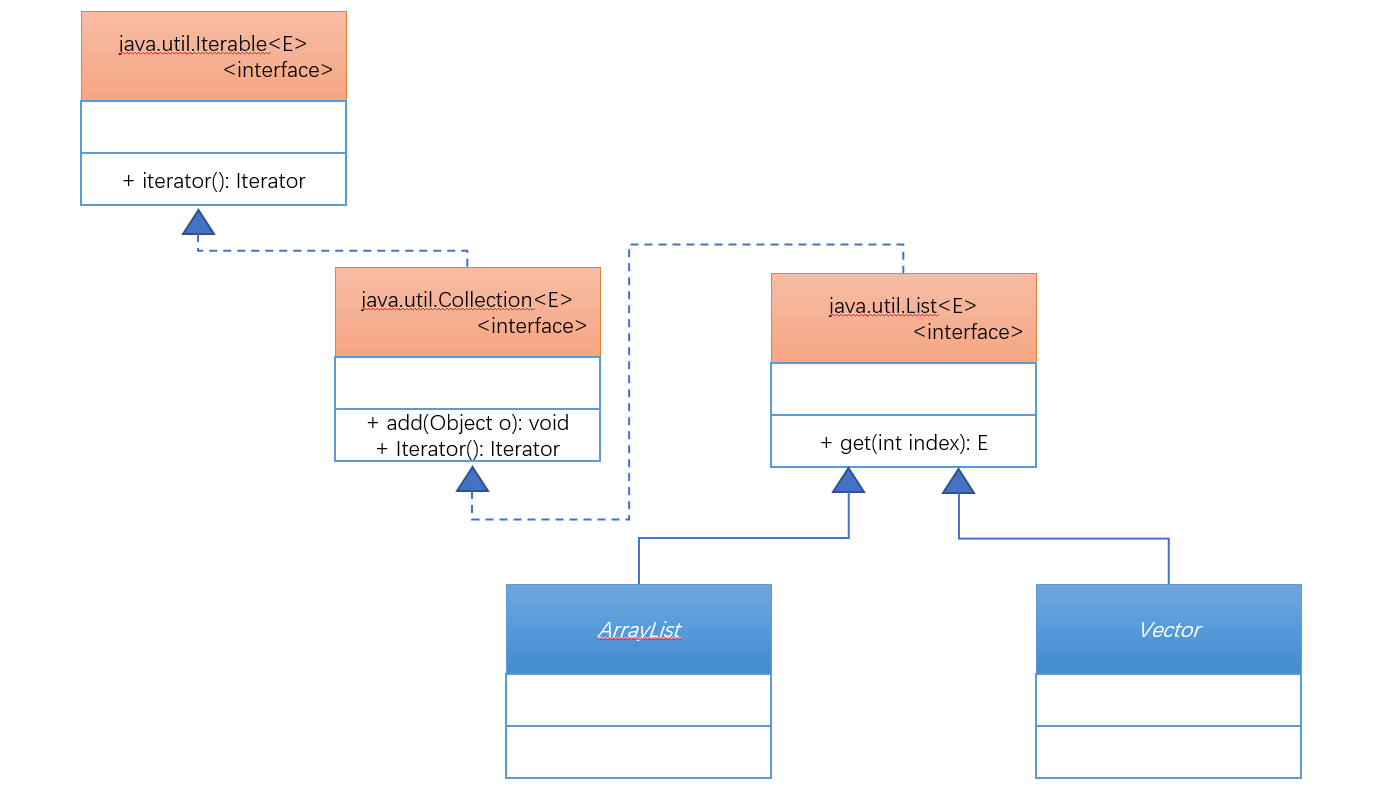 java.util.Iterable<E>
<interface>
+ iterator(): Iterator
java.util.Collection<E>
<interface>
+ add(Object o): void
+ Iterator(): Iterator
java.util.List<E>
<interface>
+ get(int index): E
ArrayList
Vector